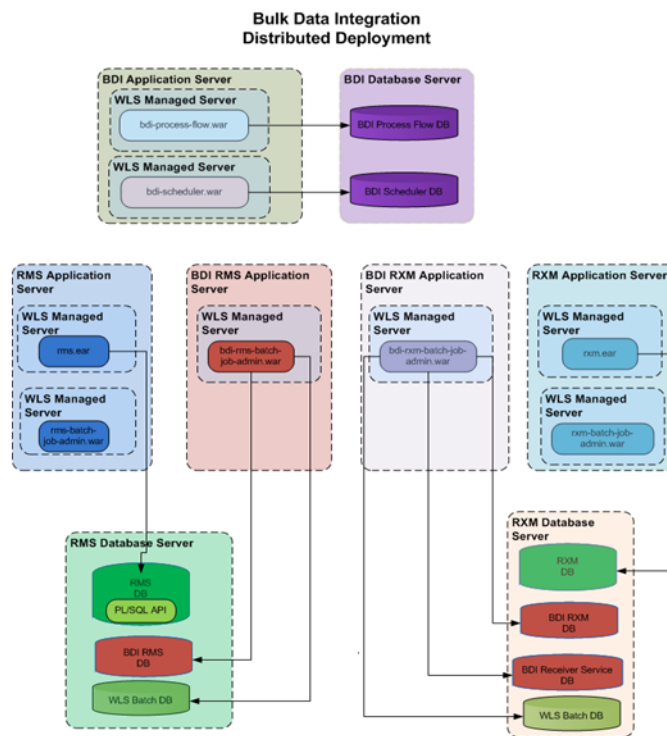 Bulk Data Integration
Distributed Deployment
BDI Application Server
WLS Managed Server
bdi-process-flow.war
WLS Managed Server
bdi-scheduler.war
BDI Database Server
BDI Process Flow DB
BDI Scheduler DB
RMS Application
Server
WLS Managed
Server
rms.ear
WLS Managed
Server
rms-batch-
job-admin.war
BDI RMS Application
Server
WLS Managed
Server
bdi-rms-batch-
job-admin.war
BDI RXM Application
Server
WLS Managed
Server
bdi-rxm-batch-job-
admin.war
RXM Application Server
WLS Managed
Server
rxm.ear
WLS Managed
Server
rxm-batch-job-
admin.war
RMS Database Server
RMS
DB
PL/SQL API
BDI RMS
DB
WLS Batch DB
RXM Database
Server
RXM
DB
BDI RXM
DB
BDI Receiver Service
DB
WLS Batch DB